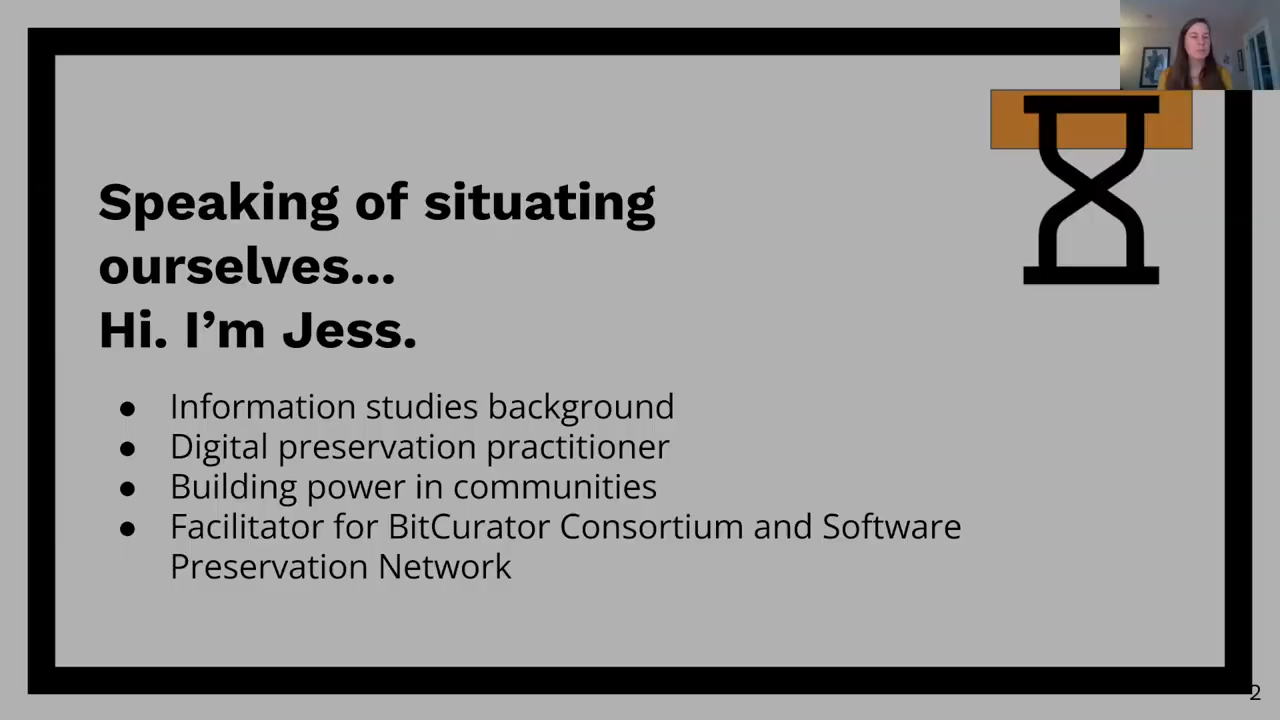 Speaking of situating
ourselves...
Hi. I’m Jess.
● Information studies background
● Digital preservation practitioner
● Building power in communities
● Facilitator for BitCurator Consortium and Software
Preservation Network
2